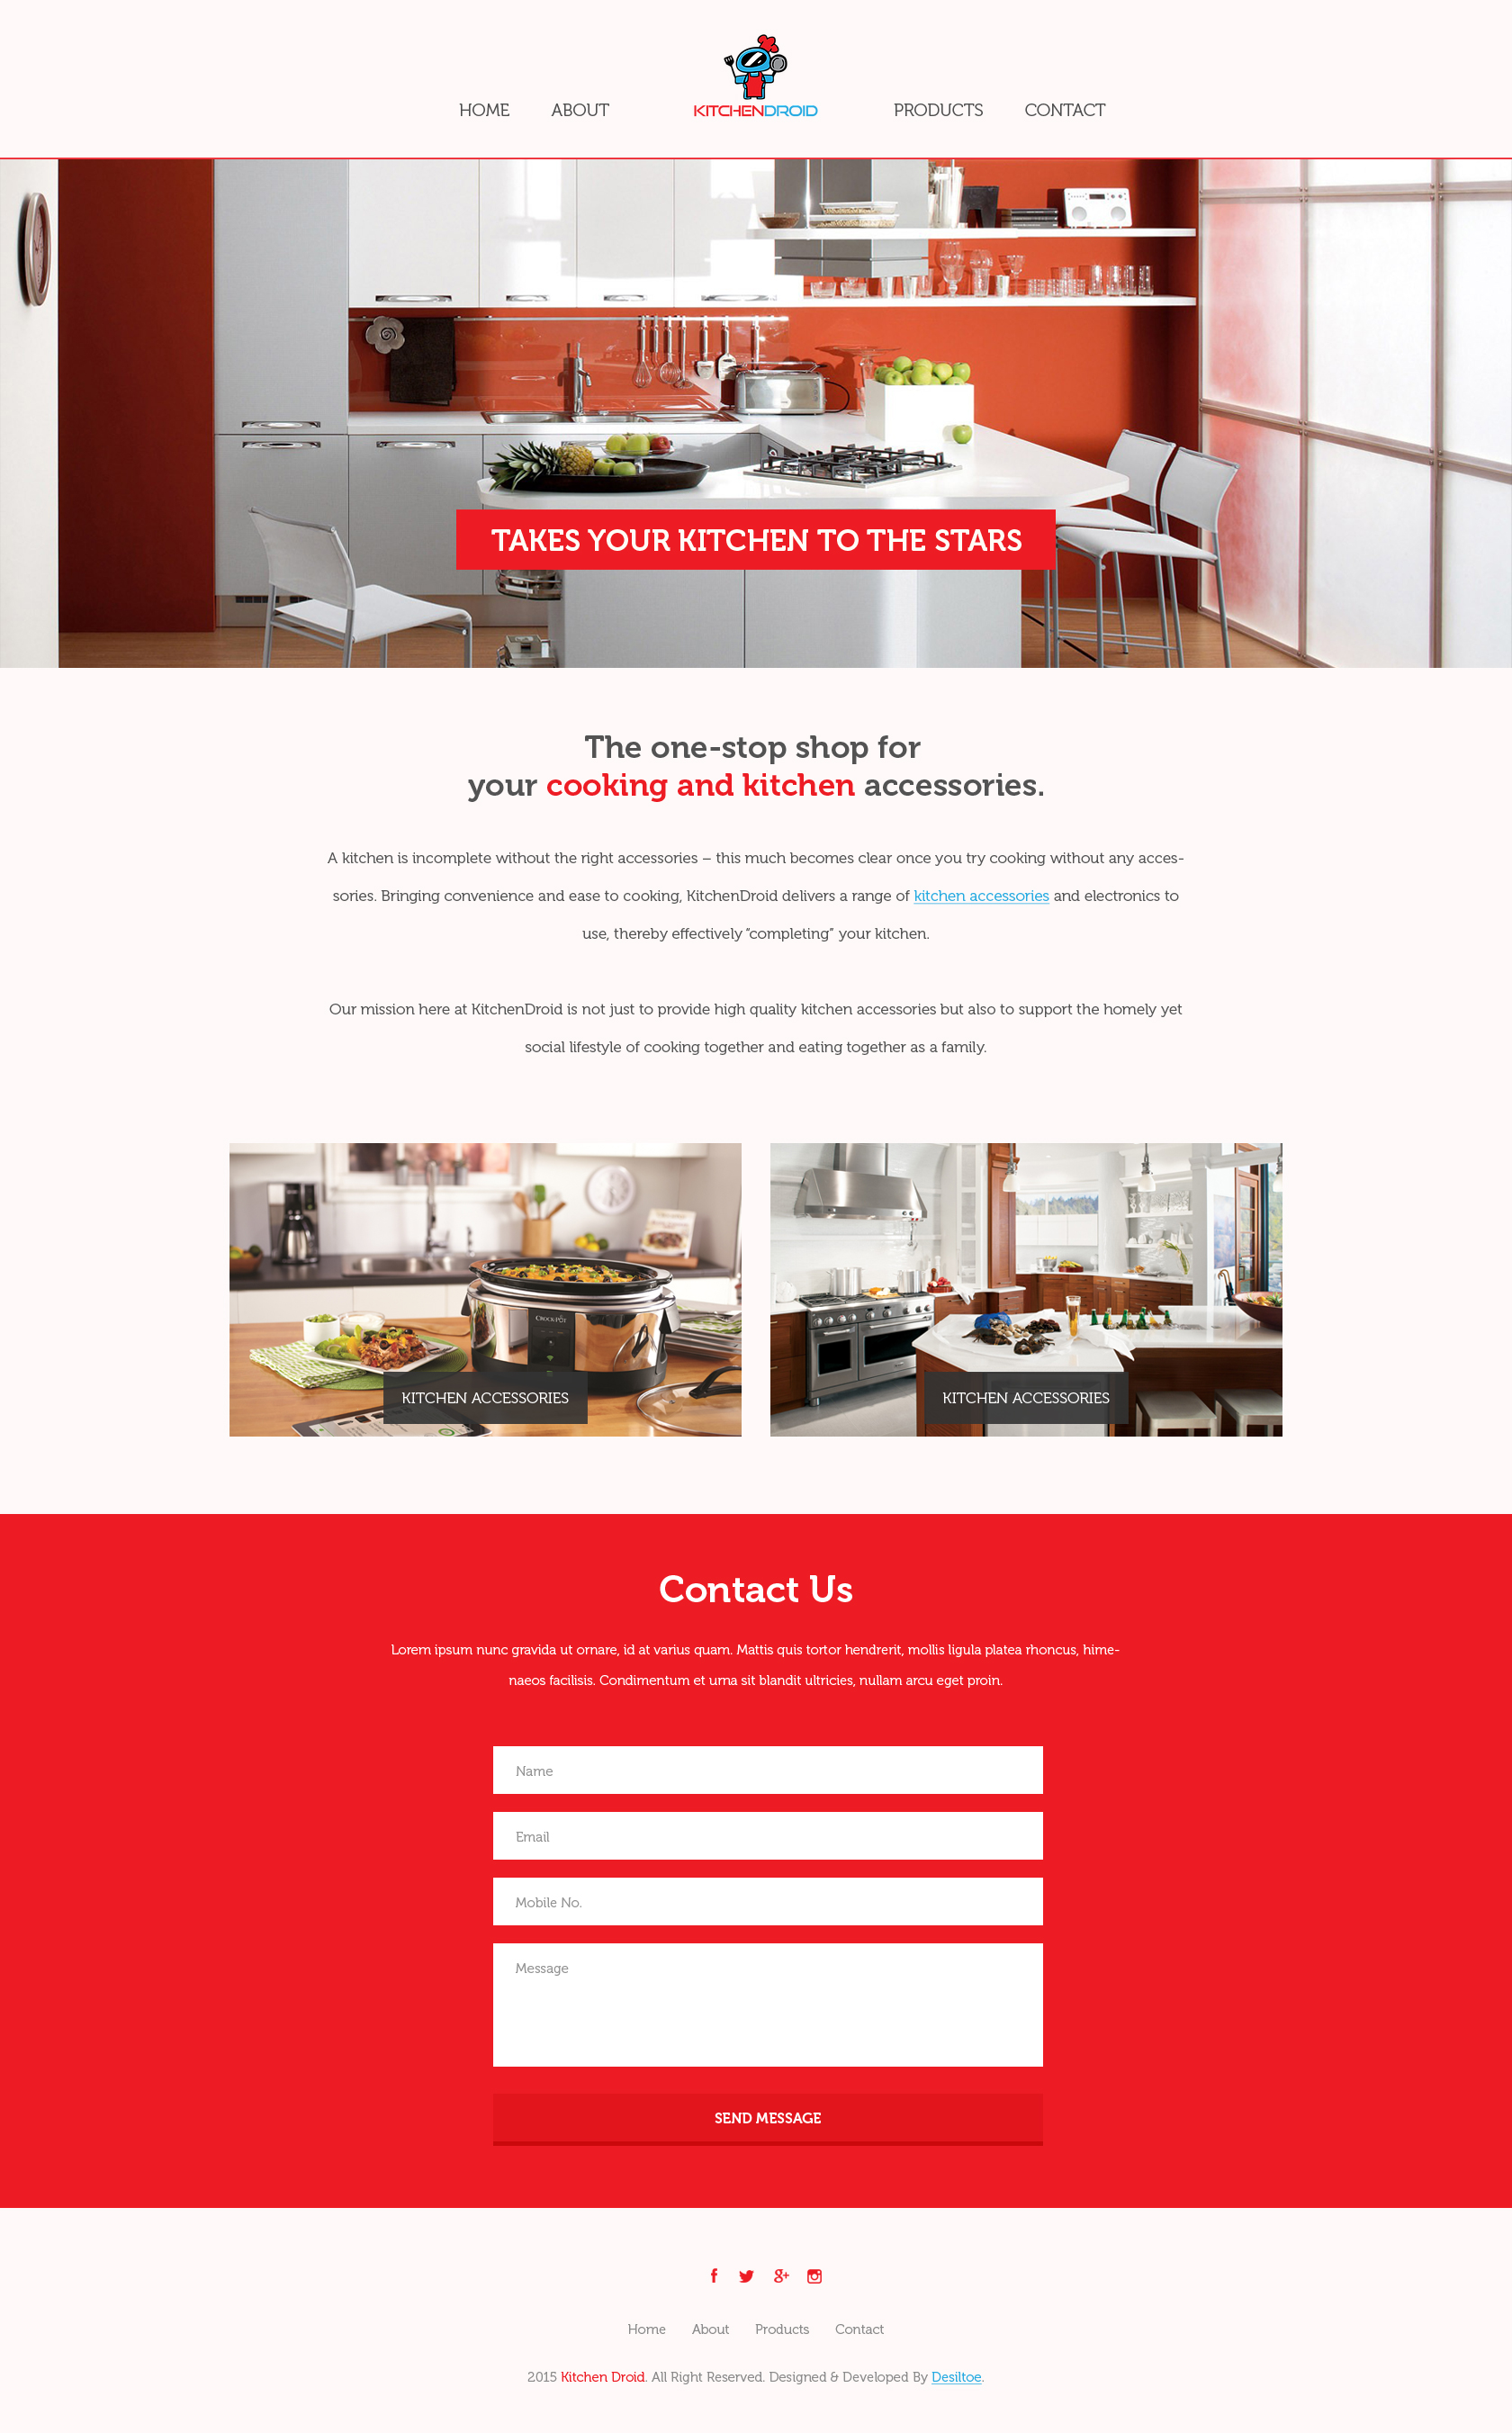 HOME ABOUT KITCHENDROID PRODUCTS CONTACT
TAKES YOUR KITCHEN TO THE STARS
The one-stop shop for
your cooking and kitchen accessories.
A kitchen is incomplete without the right accessories – this much becomes clear once you try cooking without any acces-
sories. Bringing convenience and ease to cooking, KitchenDroid delivers a range of kitchen accessories and electronics to
use, thereby effectively “completing” your kitchen.
Our mission here at KitchenDroid is not just to provide high quality kitchen accessories but also to support the homely yet
social lifestyle of cooking together and eating together as a family.
CROCK-POT
KITCHEN ACCESSORIES
KITCHEN ACCESSORIES
Contact Us
Lorem ipsum nunc gravida ut ornare, id at varius quam. Mattis quis tortor hendrerit, mollis ligula platea rhoncus, hime-
naeos facilisis. Condimentum et urna sit blandit ultricies, nullam arcu eget proin.
Name
Email
Mobile No.
Message
SEND MESSAGE
Home About Products Contact
2015 Kitchen Droid. All Right Reserved. Designed & Developed By Desiltoe.